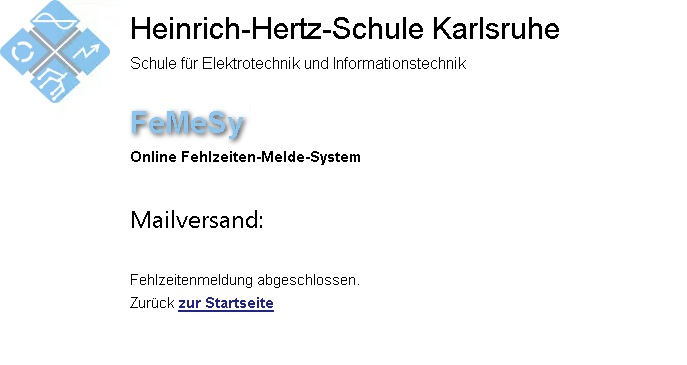 Heinrich-Hertz-Schule Karlsruhe
Schule für Elektrotechnik und Informationstechnik
FeMeSy
Online Fehlzeiten-Melde-System
Mailversand:
Fehlzeitenmeldung abgeschlossen.
Zurück zur Startseite